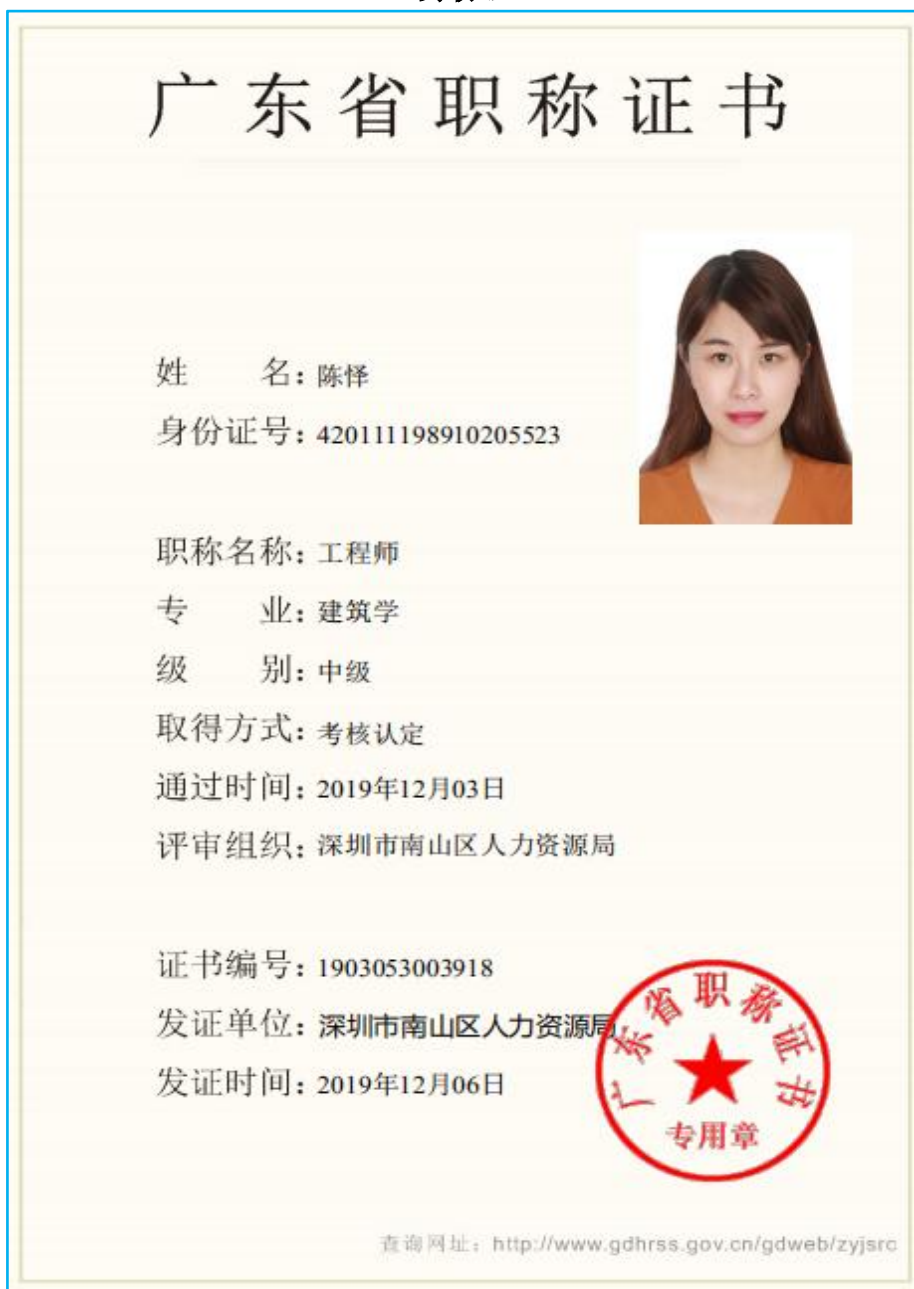 广东省职称证书
姓 名：陈怿
身份证号：420111198910205523
职称名称：工程师
专 业：建筑学
级 别：中级
取得方式：考核认定
通过时间：2019年12月03日
评审组织：深圳市南山区人力资源局
证书编号：1903053003918
发证单位：深圳市南山区人力资源局
发证时间：2019年12月06日
广东省职称证书
专用章
查询网址：http://www.gdhrss.gov.cn/gdweb/zyjsrc